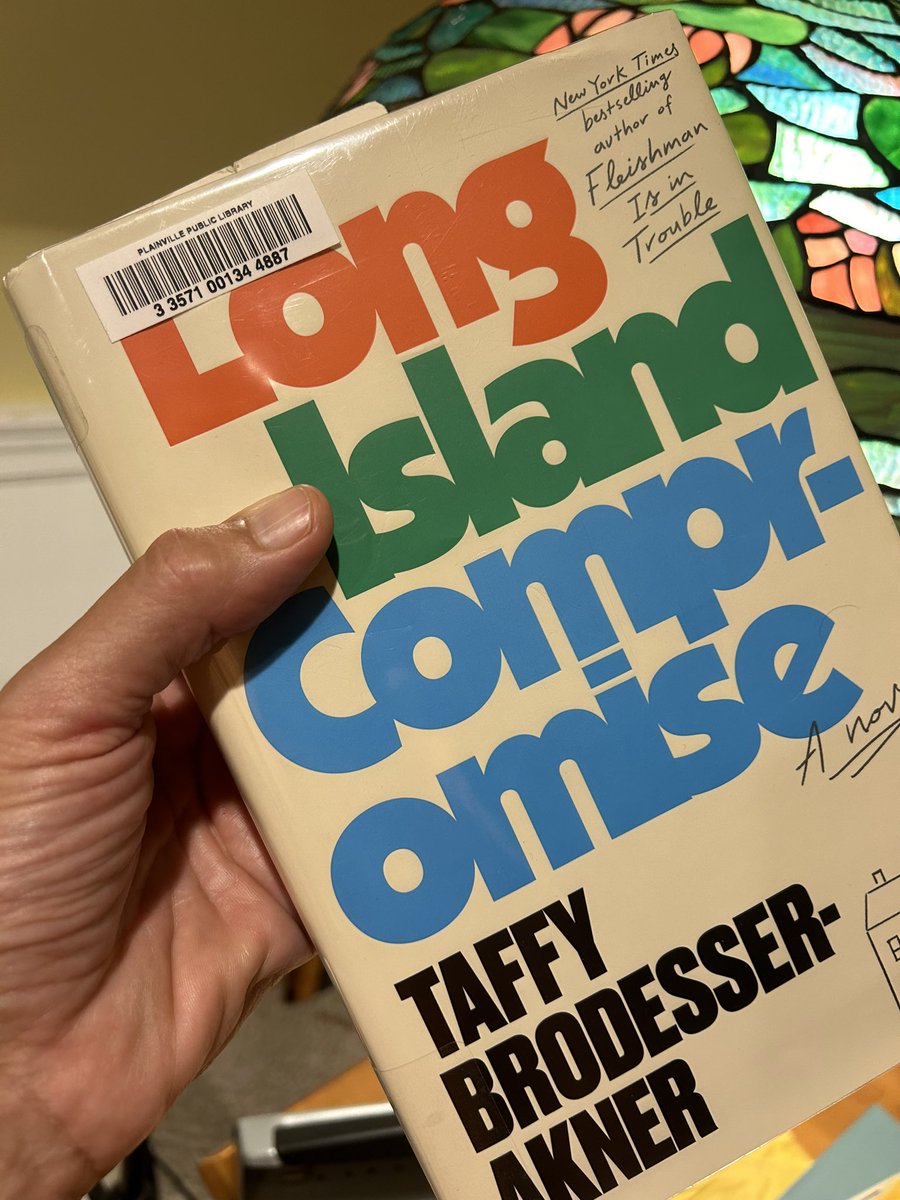 New York Times
bestselling
author of
Fleishman
Is in
Trouble
PLAINVILLE PUBLIC LIBRARY
3 3571 00134 4887
Long
Island
Compr-
omise
A nov
TAFFY
BRODESSER-
AKNER